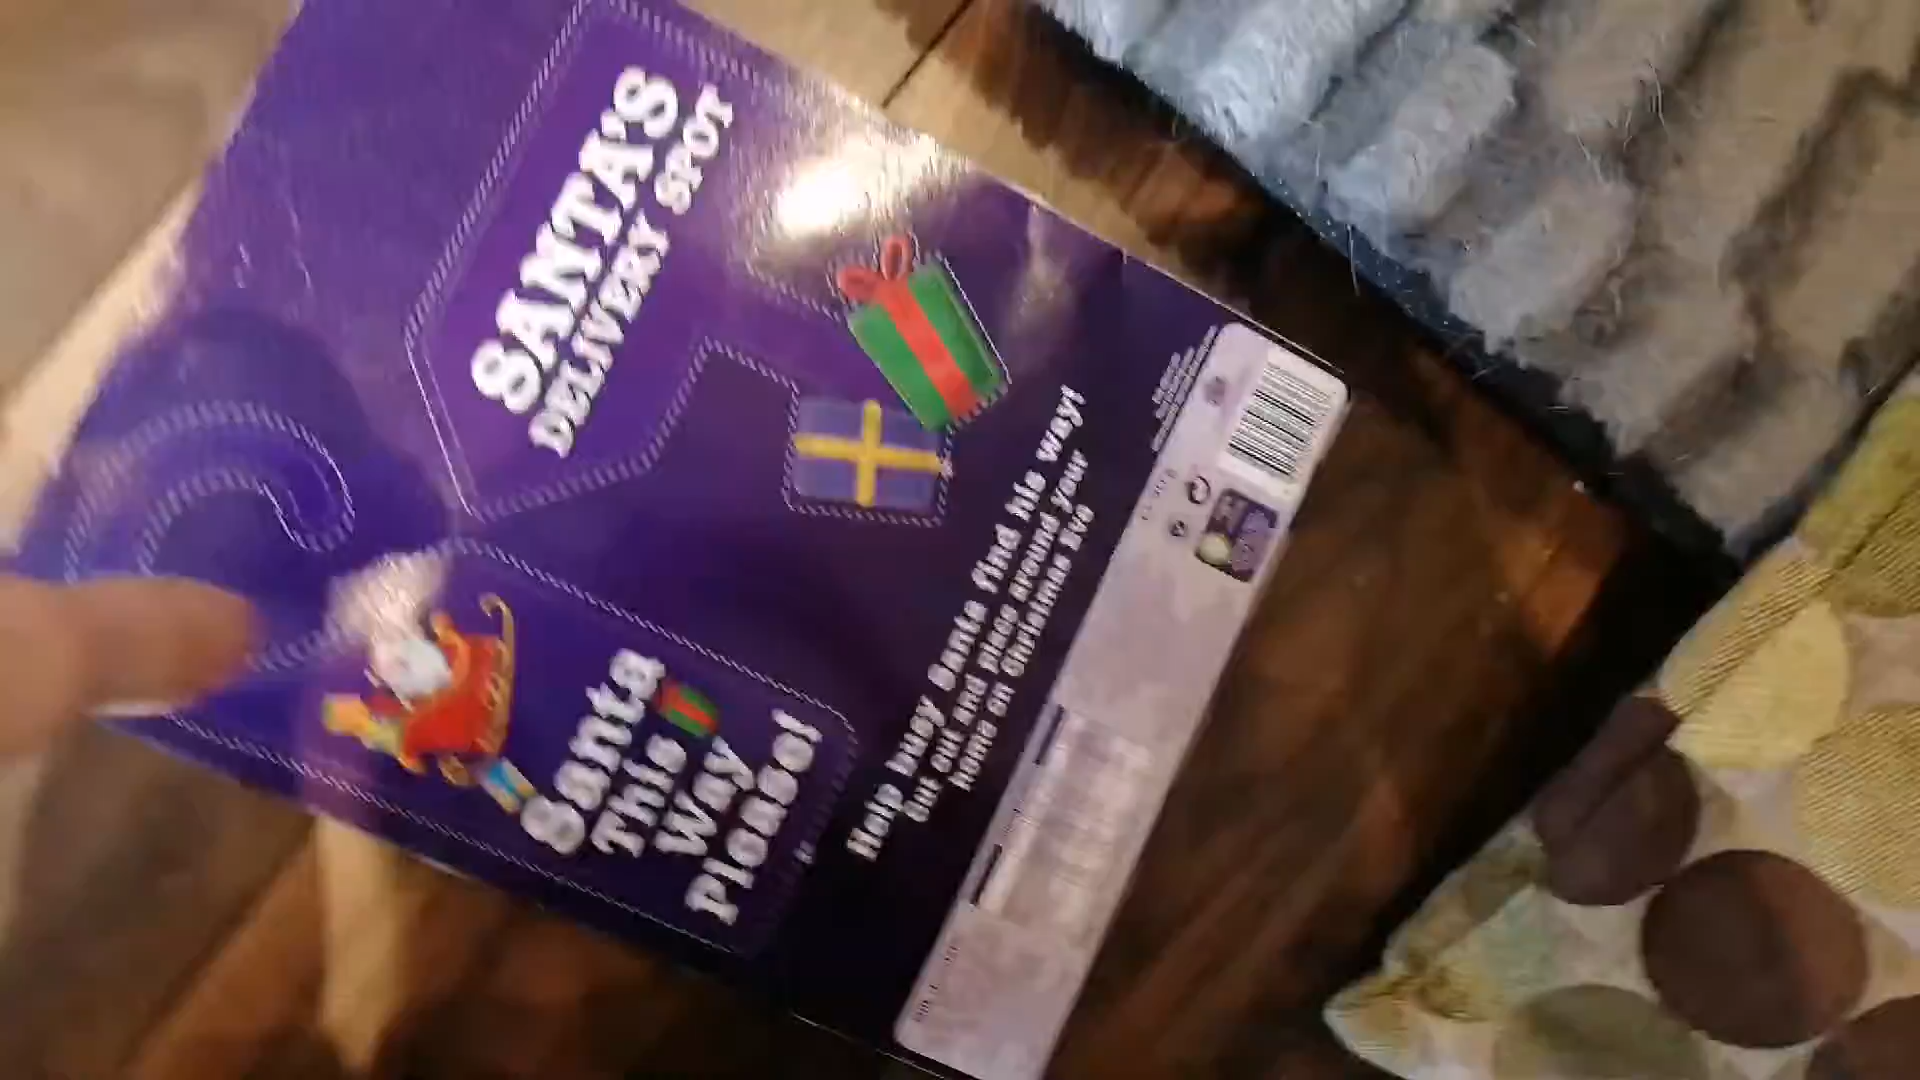 SANTA'S
DELIVERY SPOT
Santa
This
Way
Please!
Help busy Santa find his way!
Cut out and place around your
home on Christmas Eve